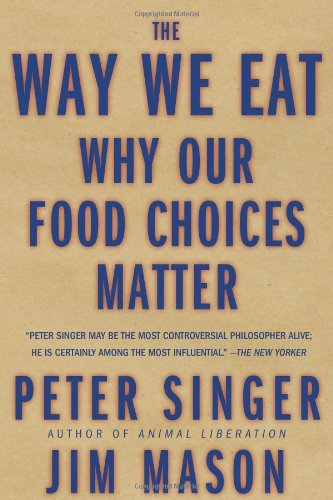 THE
WAY WE EAT
WHY OUR
FOOD CHOICES
MATTER
"PETER SINGER MAY BE THE MOST CONTROVERSIAL PHILOSOPHER ALIVE;
HE IS CERTAINLY AMONG THE MOST INFLUENTIAL." —THE NEW YORKER
PETER SINGER
AUTHOR OF ANIMAL LIBERATION
JIM MASON